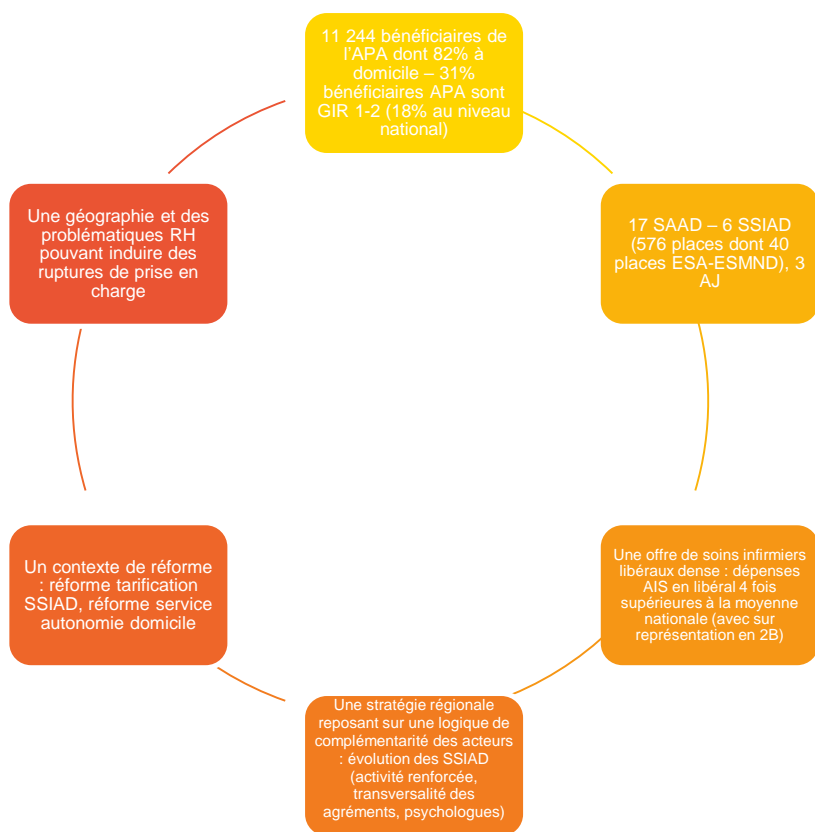 11 244 bénéficiaires de
l'APA dont 82% à
domicile – 31%
bénéficiaires APA sont
GIR 1-2 (18% au niveau
national)
17 SAAD – 6 SSIAD
(576 places dont 40
places ESA-ESMND), 3
AJ
Une offre de soins infirmiers
libéraux dense : dépenses
AIS en libéral 4 fois
supérieures à la moyenne
nationale (avec sur
représentation en 2B)
Une stratégie régionale
reposant sur une logique de
complémentarité des acteurs
: évolution des SSIAD
(activité renforcée,
transversalité des
agréments, psychologues)
Un contexte de réforme
: réforme tarification
SSIAD, réforme service
autonomie domicile
Une géographie et des
problématiques RH
pouvant induire des
ruptures de prise en
charge